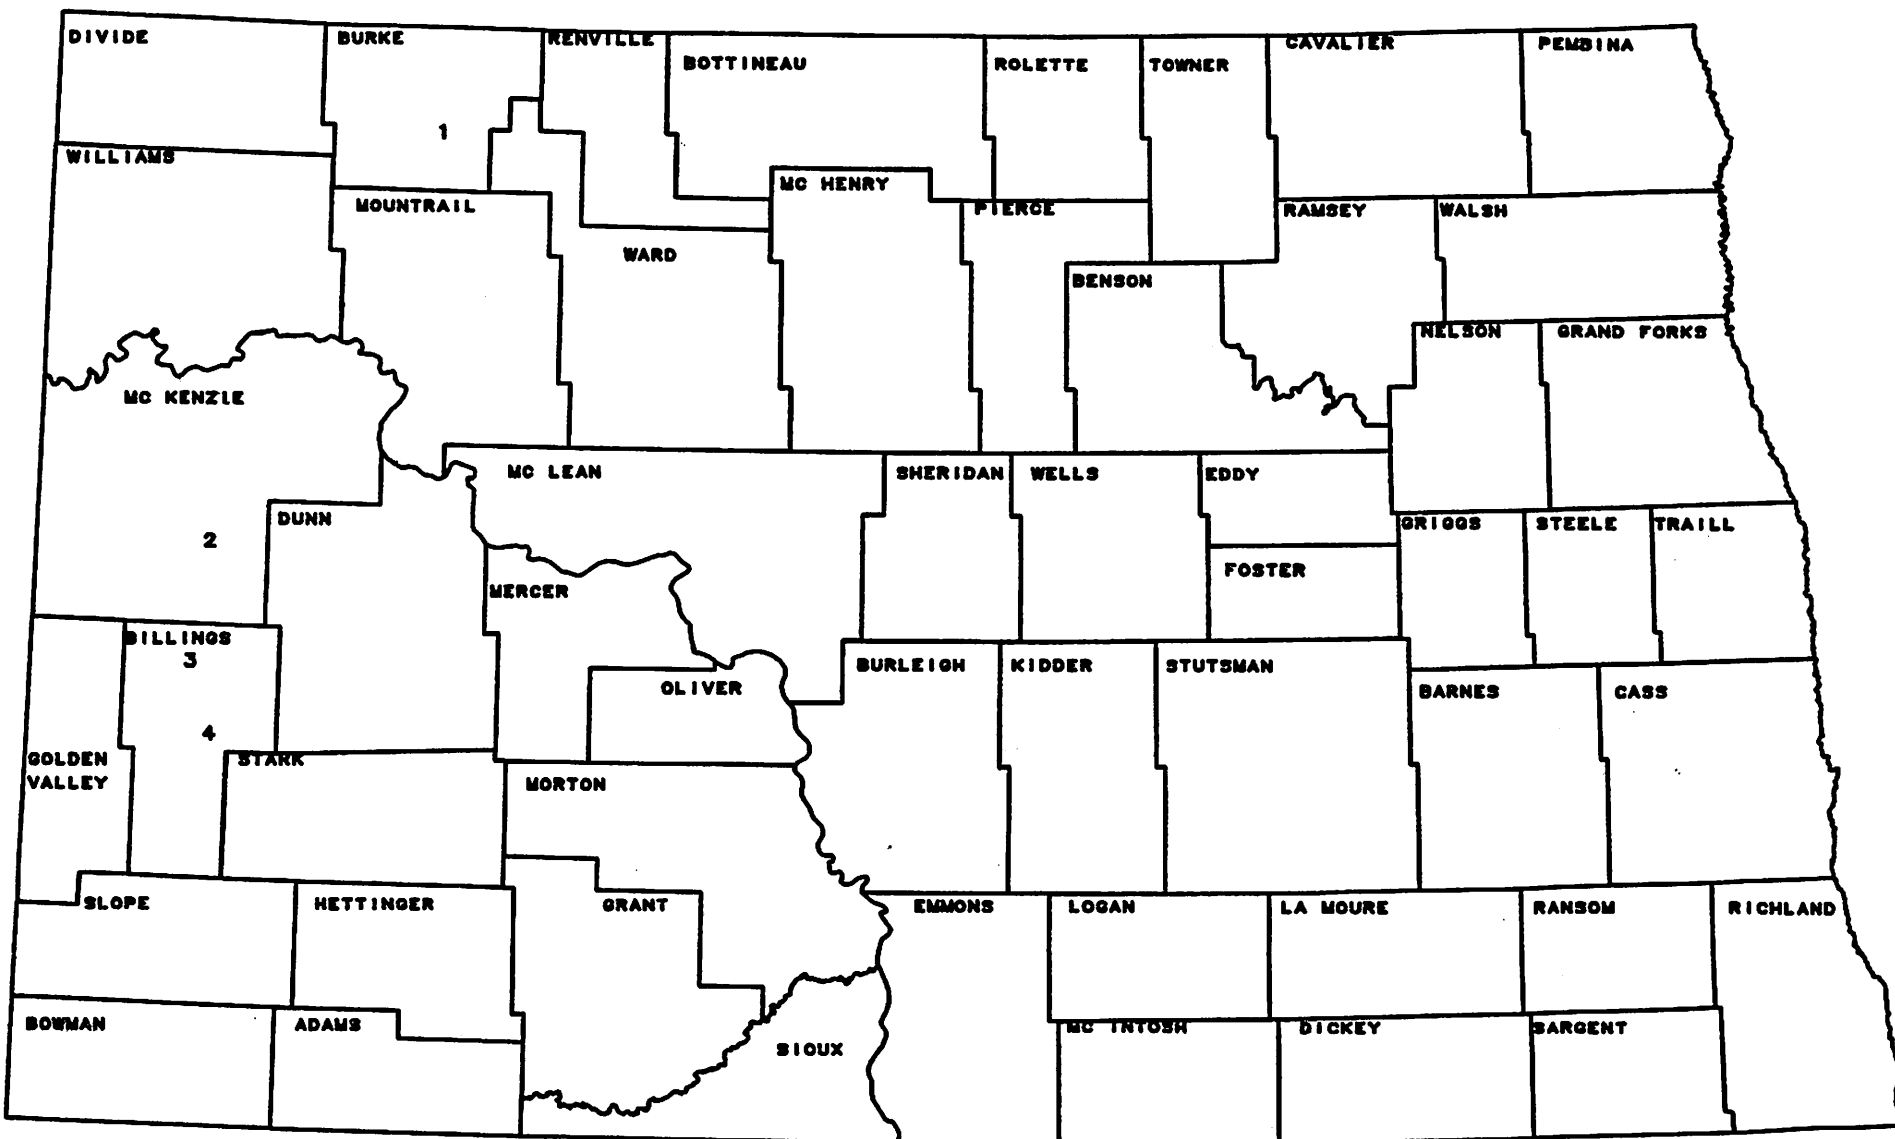 DIVIDE
BURKE
RENVILLE
BOTTINEAU
ROLETTE
TOWNER
CAVALIER
PEMBINA
1
WILLIAMS
MOUNTRAIL
WARD
MC HENRY
PIERCE
BENSON
RAMSEY
WALSH
NELSON
GRAND FORKS
MC KENZIE
MC LEAN
SHERIDAN
WELLS
EDDY
2
DUNN
GRIGGS
STEELE
TRAILL
FOSTER
MERCER
BILLINGS
3
OLIVER
BURLEIGH
KIDDER
STUTSMAN
BARNES
CASS
4
GOLDEN
VALLEY
STARK
MORTON
SLOPE
HETTINGER
GRANT
EMMONS
LOGAN
LA MOURE
RANSOM
RICHLAND
BOWMAN
ADAMS
SIOUX
MC INTOSH
DICKEY
SARGENT